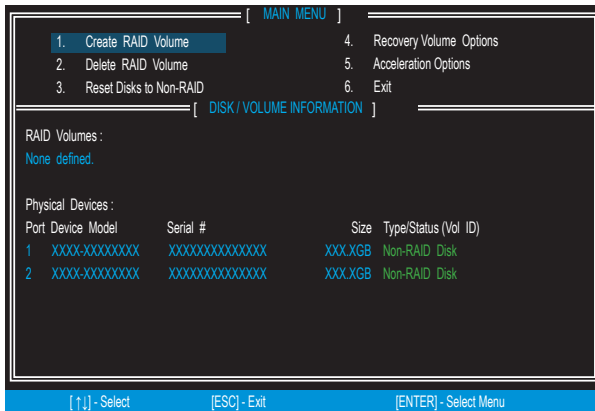 [ MAIN MENU ]
1. Create RAID Volume
2. Delete RAID Volume
3. Reset Disks to Non-RAID
4. Recovery Volume Options
5. Acceleration Options
6. Exit
[ DISK / VOLUME INFORMATION ]
RAID Volumes :
None defined.
Physical Devices :
Port Device Model Serial # Size Type/Status (Vol ID)
1 XXXX-XXXXXXXX XXXXXXXXXXXXXX XXX.XGB Non-RAID Disk
2 XXXX-XXXXXXXX XXXXXXXXXXXXXX XXX.XGB Non-RAID Disk
[ ↑↓] - Select [ESC] - Exit [ENTER] - Select Menu